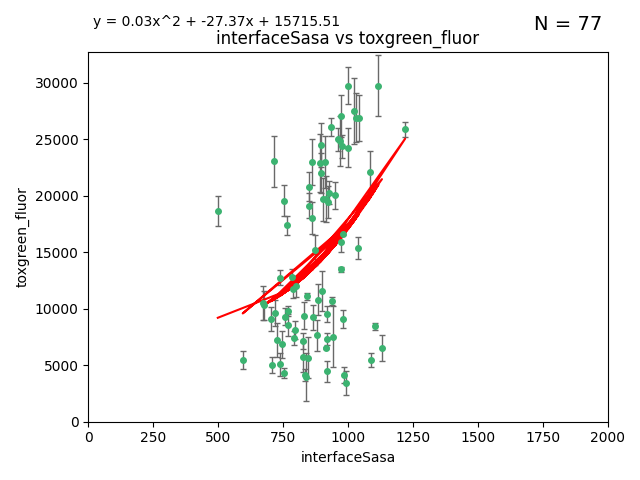 y = 0.03x^2 + -27.37x + 15715.51
N = 77
interfaceSasa vs toxgreen_fluor
30000
25000
20000
15000
10000
5000
0
toxgreen_fluor
0 250 500 750 1000 1250 1500 1750 2000
interfaceSasa